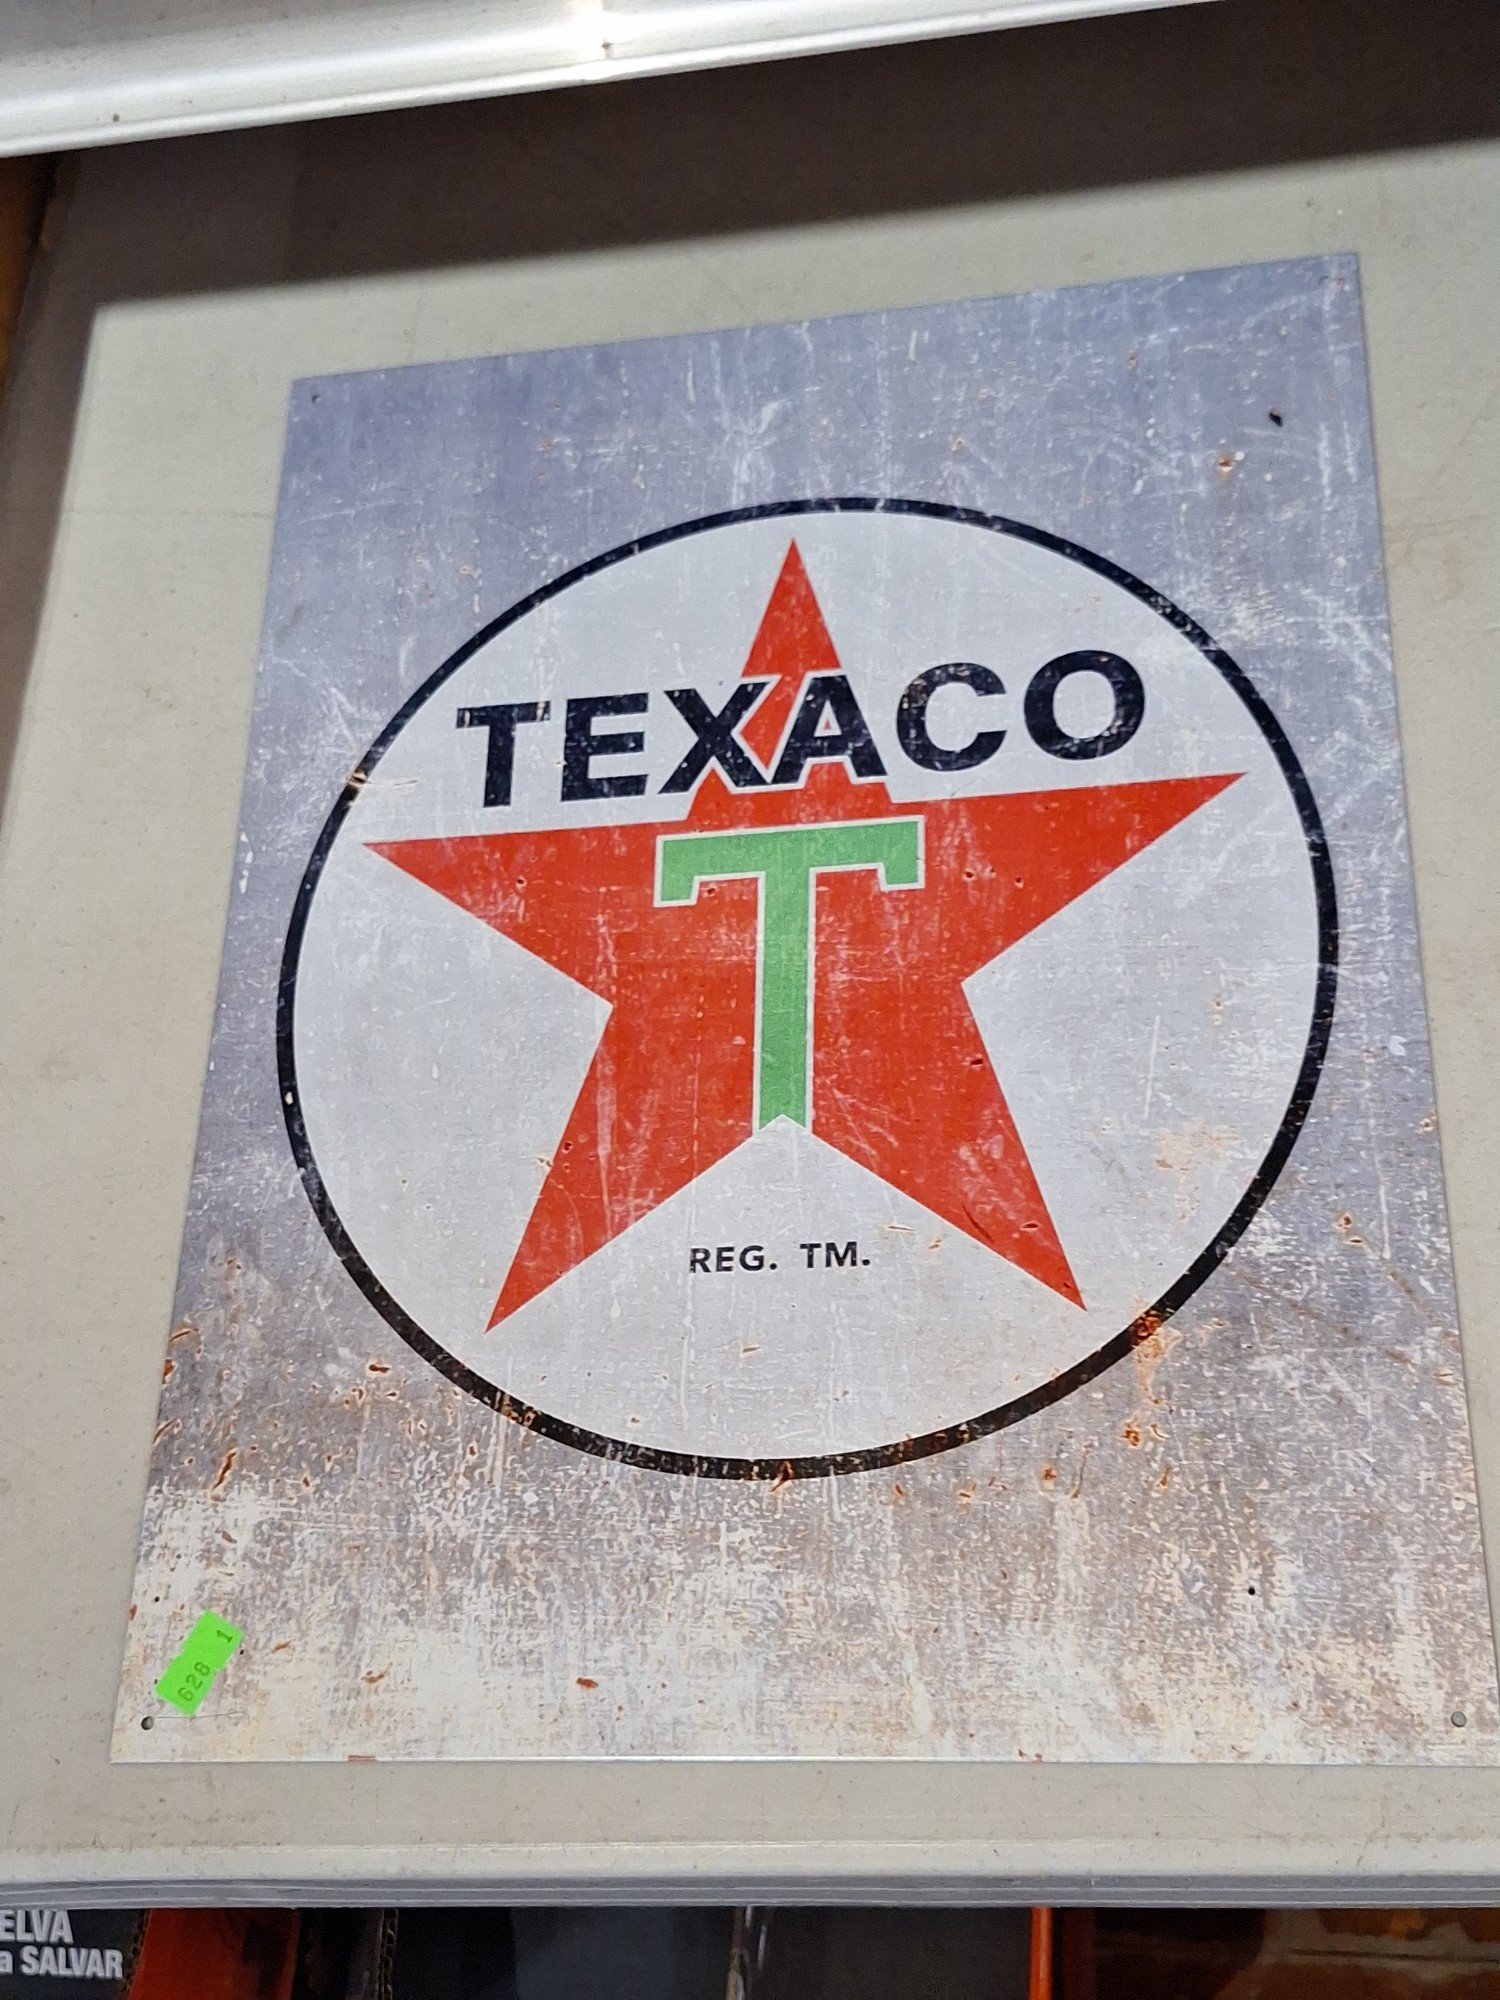 TEXACO
T
REG. TM.
1
628
ELVA
a SALVAR